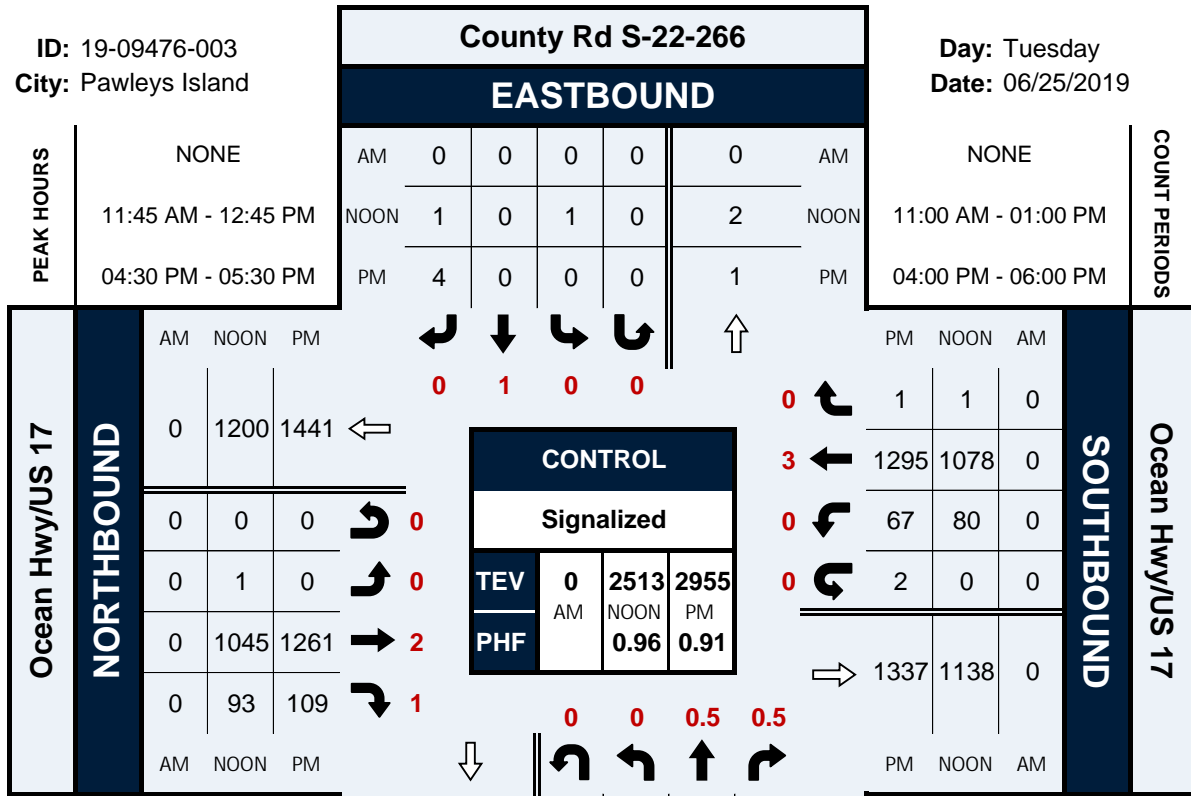 County Rd S-22-266
ID: 19-09476-003
Day: Tuesday
City: Pawleys Island
Date: 06/25/2019
EASTBOUND
PEAK HOURS
NONE
AM 0 0 0 0 0 AM
NONE
COUNT PERIODS
11:45 AM - 12:45 PM
NOON 1 0 1 0 2 NOON
11:00 AM - 01:00 PM
04:30 PM - 05:30 PM
PM 4 0 0 0 1 PM
04:00 PM - 06:00 PM
Ocean Hwy/US 17
NORTHBOUND
AM NOON PM
0 1200 1441
0 0 0 0
0 1 0 0
0 1045 1261 2
0 93 109 1
AM NOON PM
0 1 0 0
CONTROL
Signalized
TEV 0 2513 2955
AM NOON PM
PHF 0.96 0.91
0 0 0.5 0.5
PM NOON AM
0 1 1 0
3 1295 1078 0
0 67 80 0
0 2 0 0
1337 1138 0
PM NOON AM
SOUTHBOUND
Ocean Hwy/US 17